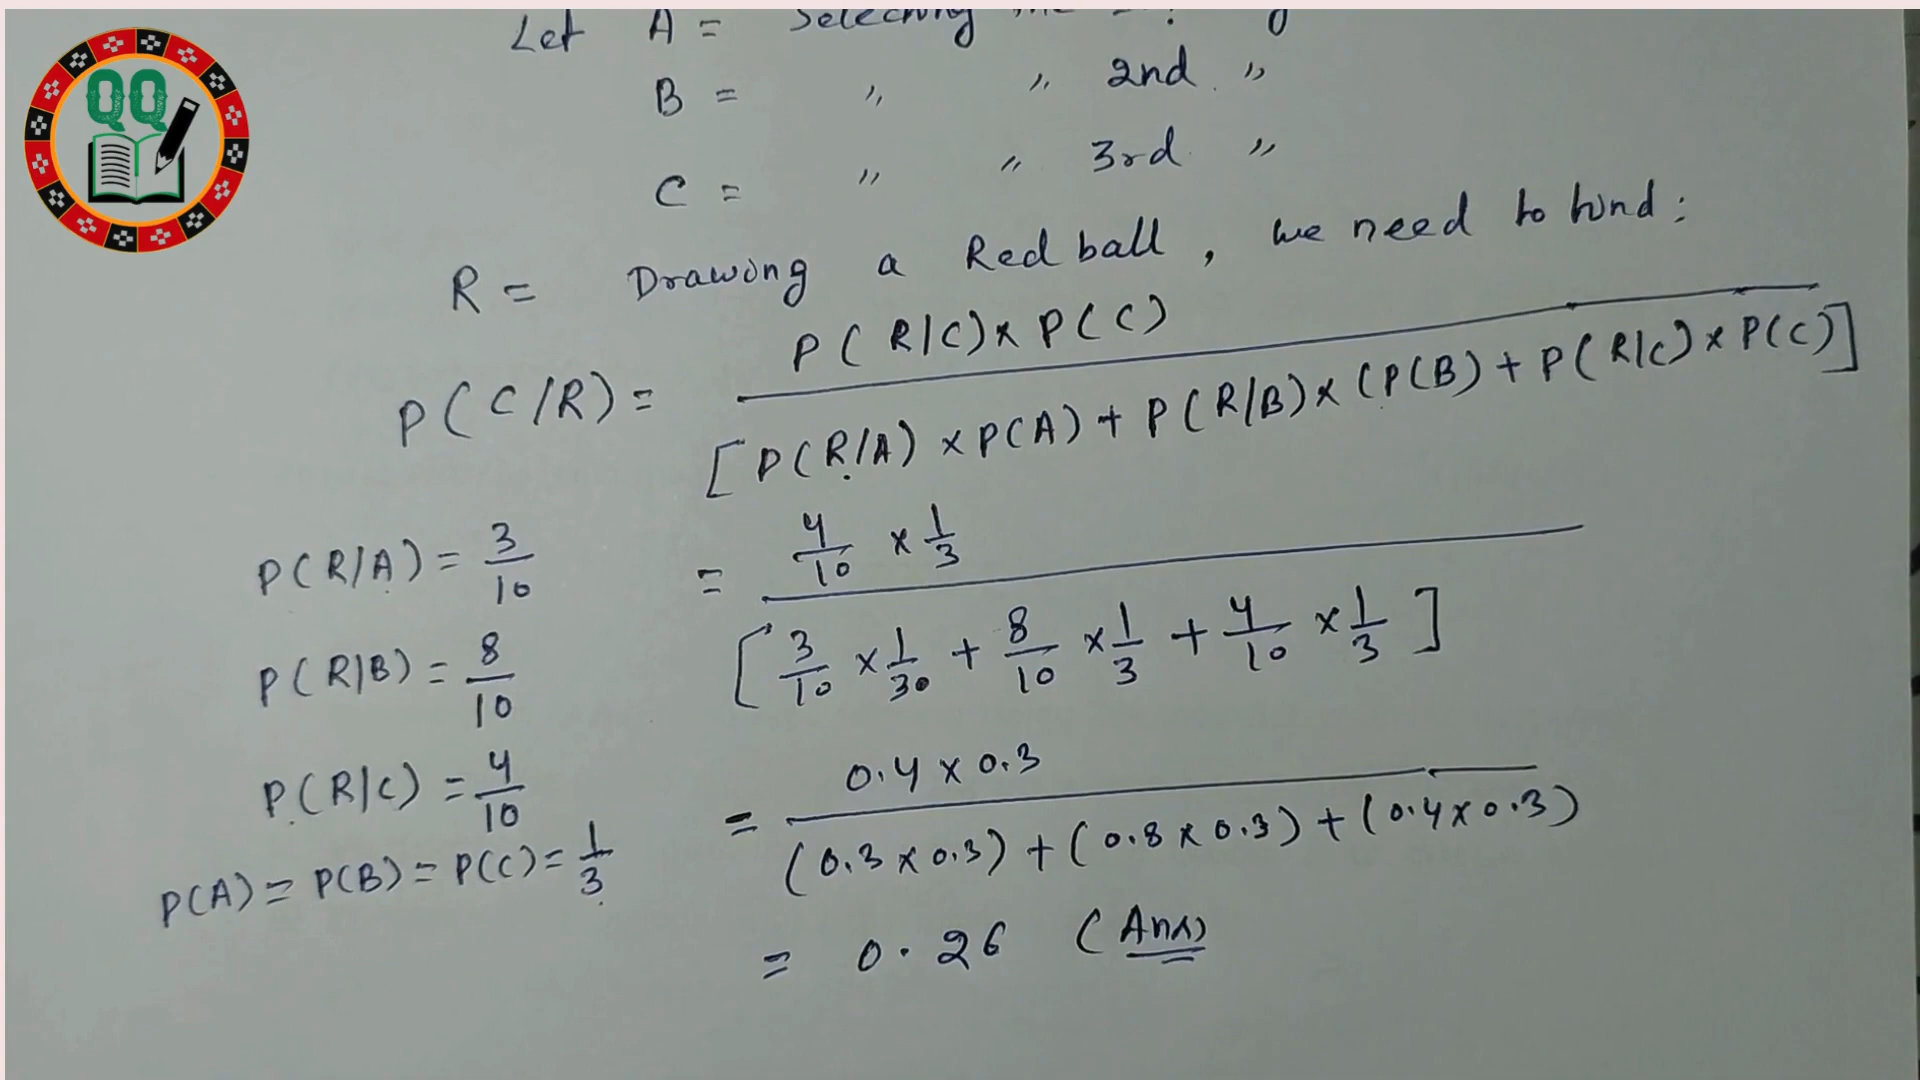 QQ
Let A = Selecting
B = ,, ,, 2nd ,,
C = ,, ,, 3rd ,,
R = Drawing a Red ball, we need to find:
P(C/R) = P(R|C) x P(C) / [P(R/A) x P(A) + P(R/B) x (P(B) + P(R|C) x P(C)]
P(R/A) = 3/10
= 4/10 x 1/3 / [3/10 x 1/30 + 8/10 x 1/3 + 4/10 x 1/3]
P(R|B) = 8/10
P(R|C) = 4/10
= 0.4 x 0.3 / (0.3 x 0.3) + (0.8 x 0.3) + (0.4 x 0.3)
P(A) = P(B) = P(C) = 1/3
= 0.26 (Ans)